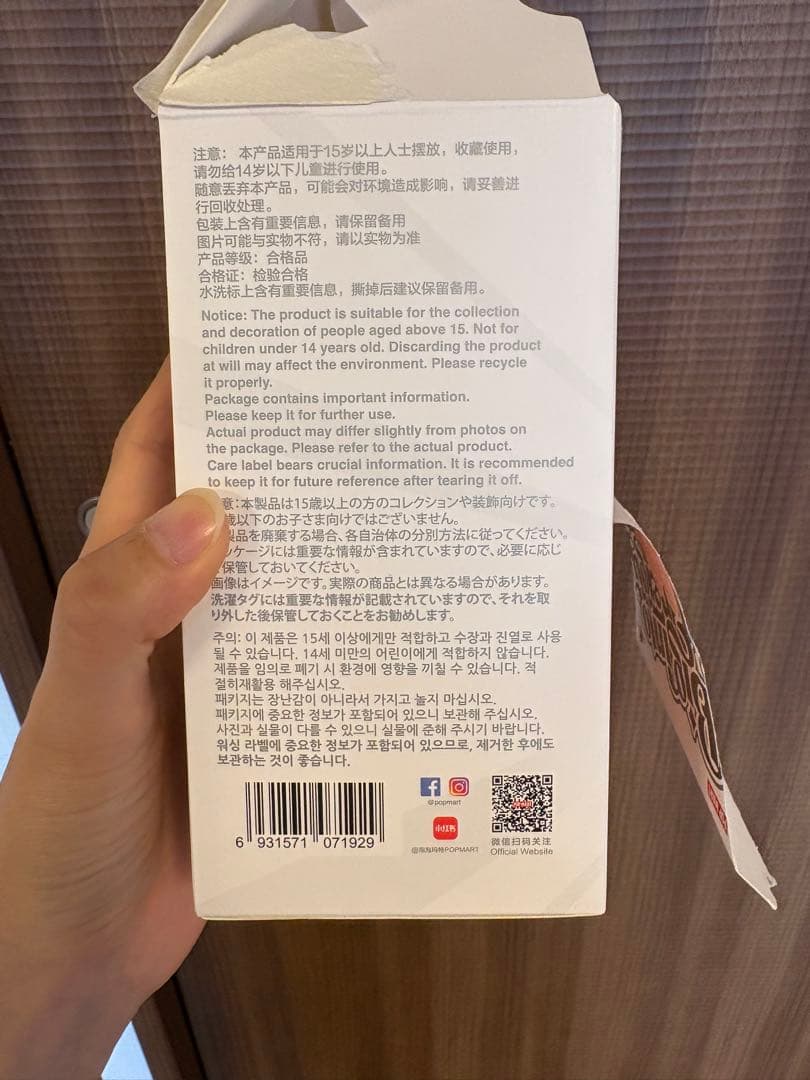 注意： 本产品适用于15岁以上人士摆放，收藏使用，
请勿给14岁以下儿童进行使用。
随意丢弃本产品，可能会对环境造成影响，请妥善进
行回收处理。
包装上含有重要信息，请保留备用
图片可能与实物不符，请以实物为准
产品等级：合格品
合格证：检验合格
水洗标上含有重要信息，撕掉后建议保留备用。
Notice: The product is suitable for the collection
and decoration of people aged above 15. Not for
children under 14 years old. Discarding the product
at will may affect the environment. Please recycle
it properly.
Package contains important information.
Please keep it for further use.
Actual product may differ slightly from photos on
the package. Please refer to the actual product.
Care label bears crucial information. It is recommended
to keep it for future reference after tearing it off.
意：本製品は15歳以上の方のコレクションや装飾向けです。
歳以下のお子さま向けではございません。
製品を廃棄する場合、各自治体の分別方法に従ってください。
ッケージには重要な情報が含まれていますので、必要に応じ
保管しておいてください。
画像はイメージです。実際の商品とは異なる場合があります。
洗濯タグには重要な情報が記載されていますので、それを取
り外した後保管しておくことをお勧めします。
주의: 이 제품은 15세 이상에게만 적합하고 수장과 진열로 사용
될 수 있습니다. 14세 미만의 어린이에게 적합하지 않습니다.
제품을 임의로 폐기 시 환경에 영향을 끼칠 수 있습니다. 적
절히재활용 해주십시오.
패키지는 장난감이 아니라서 가지고 놀지 마십시오.
패키지에 중요한 정보가 포함되어 있으니 보관해 주십시오.
사진과 실물이 다를 수 있으니 실물에 준해 주시기 바랍니다.
워싱 라벨에 중요한 정보가 포함되어 있으므로, 제거한 후에도
보관하는 것이 좋습니다.
@popmart
小红书
@泡泡玛特POPMART
微信扫码关注
Official Website
6 931571 071929